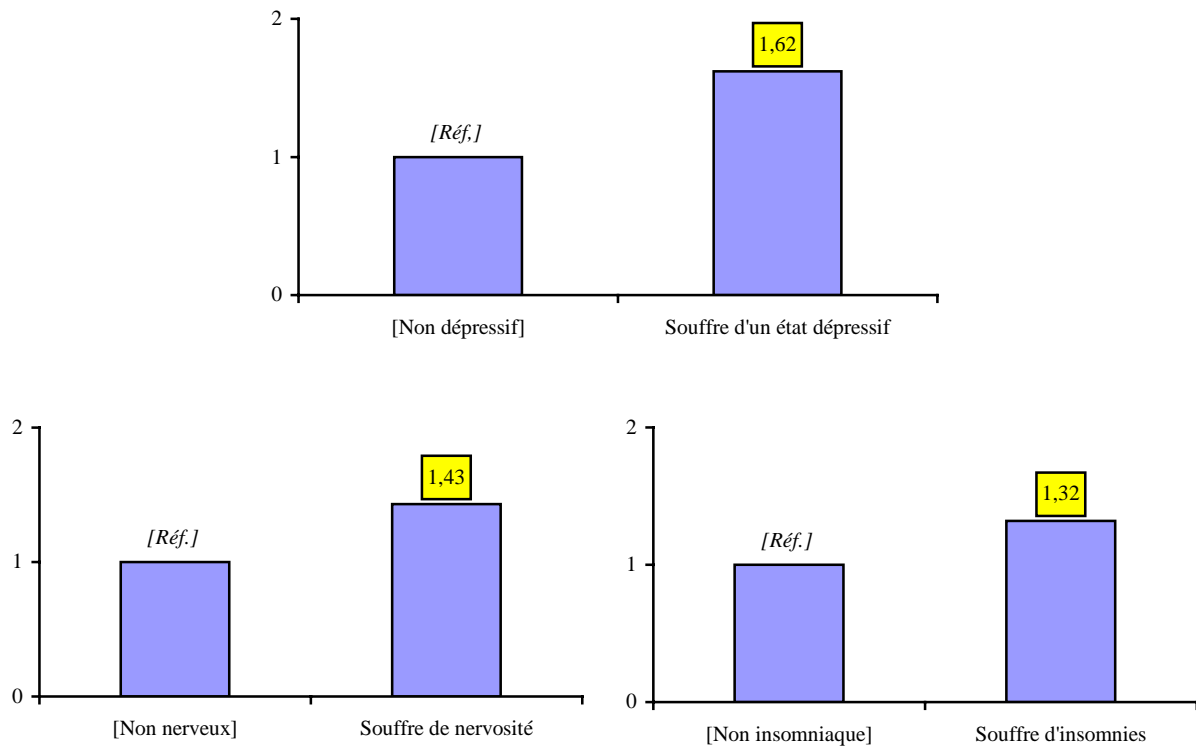 2
1,62
[Réf,]
1
0
[Non dépressif] Souffre d'un état dépressif
2
1,43
[Réf.]
1
0
[Non nerveux] Souffre de nervosité
2
1,32
[Réf.]
1
0
[Non insomniaque] Souffre d'insomnies